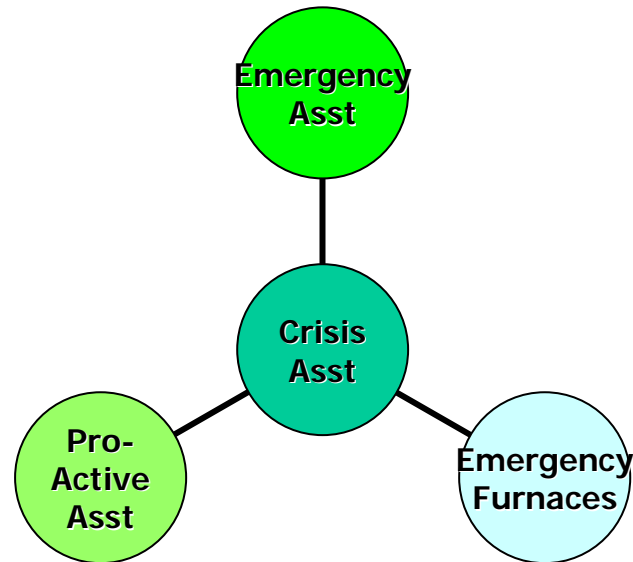 Emergency
Asst
Crisis
Asst
Pro-
Active
Asst
Emergency
Furnaces